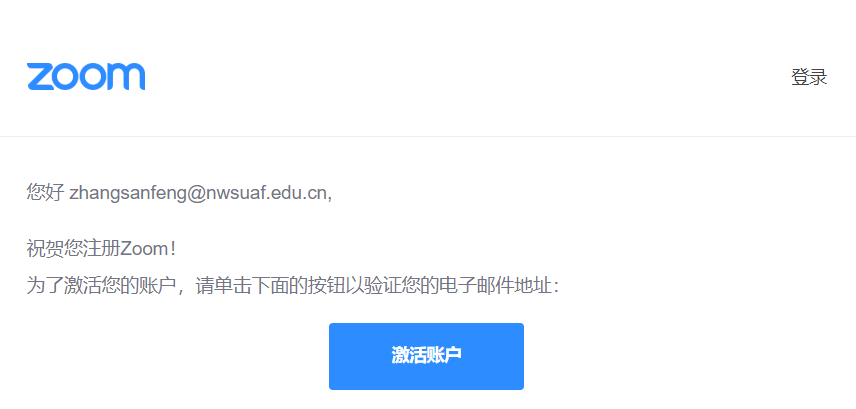 zoom
登录
您好 zhangsanfeng@nwsuaf.edu.cn,
祝贺您注册Zoom！
为了激活您的账户，请单击下面的按钮以验证您的电子邮件地址：
激活账户